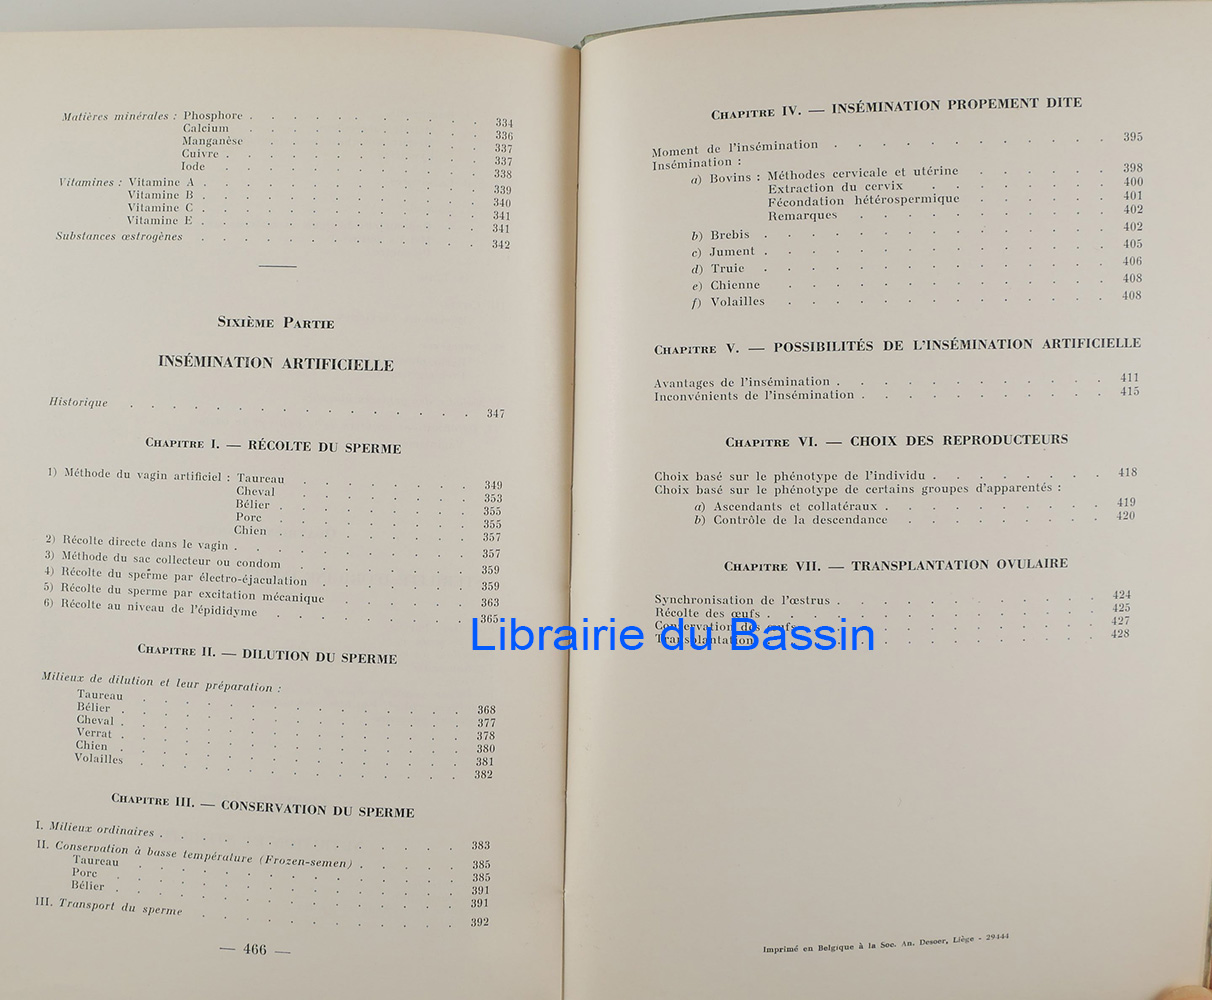 Matières minérales : Phosphore . . . . . . . . . . 334
Calcium . . . . . . . . . . 336
Manganèse . . . . . . . . . 337
Cuivre . . . . . . . . . . . 337
Iode . . . . . . . . . . . 338
Vitamines : Vitamine A . . . . . . . . . . . . 339
Vitamine B . . . . . . . . . . . . 340
Vitamine C . . . . . . . . . . . . 341
Vitamine E . . . . . . . . . . . . 341
Substances œstrogènes . . . . . . . . . . . . 342
Sixième Partie
INSÉMINATION ARTIFICIELLE
Historique . . . . . . . . . . . . . . . 347
Chapitre I. — RÉCOLTE DU SPERME
1) Méthode du vagin artificiel : Taureau . . . . . . . 349
Cheval . . . . . . . 353
Bélier . . . . . . . . 355
Porc . . . . . . . . 355
Chien . . . . . . . . 357
2) Récolte directe dans le vagin . . . . . . . . . . 357
3) Méthode du sac collecteur ou condom . . . . . . . 359
4) Récolte du sperme par électro-éjaculation . . . . . . 359
5) Récolte du sperme par excitation mécanique . . . . . 363
6) Récolte au niveau de l'épididyme . . . . . . . . 365
Chapitre II. — DILUTION DU SPERME
Milieux de dilution et leur préparation :
Taureau . . . . . . . . . . . . . 368
Bélier . . . . . . . . . . . . . . 377
Cheval . . . . . . . . . . . . . . 378
Verrat . . . . . . . . . . . . . . 380
Chien . . . . . . . . . . . . . . 381
Volailles . . . . . . . . . . . . . 382
Chapitre III. — CONSERVATION DU SPERME
I. Milieux ordinaires . . . . . . . . . . . . . 383
II. Conservation à basse température (Frozen-semen) . . . . . 385
Taureau . . . . . . . . . . . . . 385
Porc . . . . . . . . . . . . . . 391
Bélier . . . . . . . . . . . . . . 391
III. Transport du sperme . . . . . . . . . . . 392
— 466 —
Chapitre IV. — INSÉMINATION PROPEMENT DITE
Moment de l'insémination . . . . . . . . . . . . 395
Insémination :
a) Bovins : Méthodes cervicale et utérine . . . . . . 398
Extraction du cervix . . . . . . . . 400
Fécondation hétérospermique . . . . . . 401
Remarques . . . . . . . . . . . 402
b) Brebis . . . . . . . . . . . . . . . 402
c) Jument . . . . . . . . . . . . . . . 405
d) Truie . . . . . . . . . . . . . . . 406
e) Chienne . . . . . . . . . . . . . . 408
f) Volailles . . . . . . . . . . . . . . 408
Chapitre V. — POSSIBILITÉS DE L'INSÉMINATION ARTIFICIELLE
Avantages de l'insémination . . . . . . . . . . . . 411
Inconvénients de l'insémination . . . . . . . . . . . 415
Chapitre VI. — CHOIX DES REPRODUCTEURS
Choix basé sur le phénotype de l'individu . . . . . . . . 418
Choix basé sur le phénotype de certains groupes d'apparentés :
a) Ascendants et collatéraux . . . . . . . . . . 419
b) Contrôle de la descendance . . . . . . . . . 420
Chapitre VII. — TRANSPLANTATION OVULAIRE
Synchronisation de l'œstrus . . . . . . . . . . . . 424
Récolte des œufs . . . . . . . . . . . . . . . 425
Conservation des œufs . . . . . . . . . . . . . 427
Transplantation . . . . . . . . . . . . . . . 428
Librairie du Bassin
Imprimé en Belgique à la Soc. An. Desoer, Liège - 29444